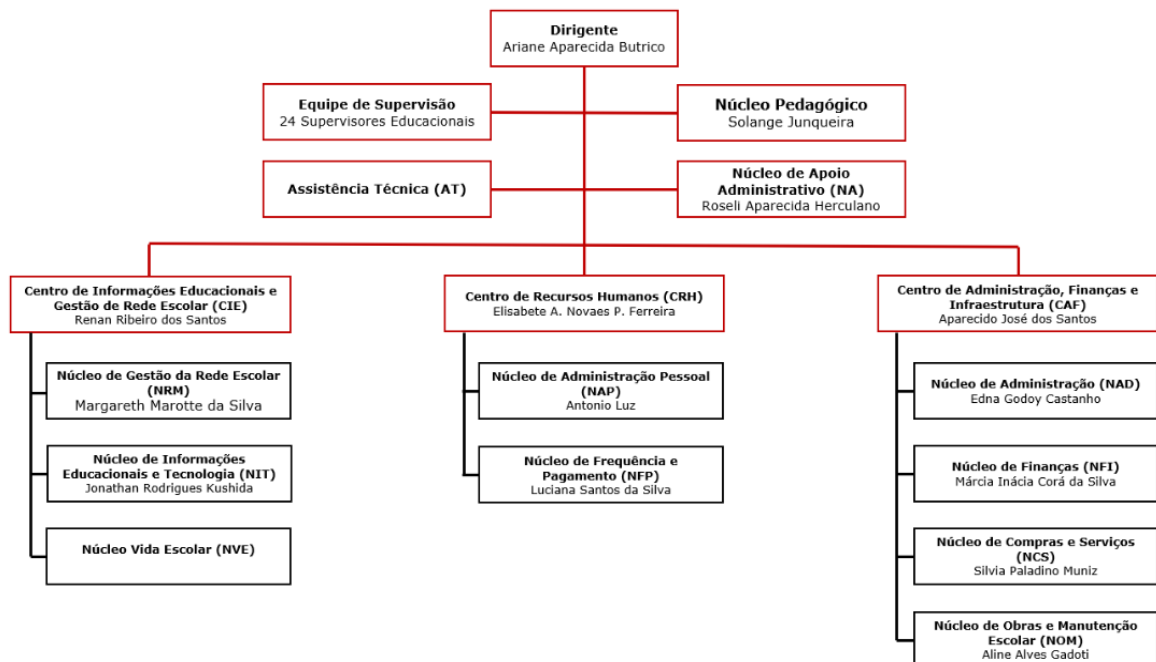 Dirigente
Ariane Aparecida Butrico
Equipe de Supervisão
24 Supervisores Educacionais
Núcleo Pedagógico
Solange Junqueira
Assistência Técnica (AT)
Núcleo de Apoio
Administrativo (NA)
Roseli Aparecida Herculano
Centro de Informações Educacionais e
Gestão de Rede Escolar (CIE)
Renan Ribeiro dos Santos
Núcleo de Gestão da Rede Escolar
(NRM)
Margareth Marotte da Silva
Núcleo de Informações
Educacionais e Tecnologia (NIT)
Jonathan Rodrigues Kushida
Núcleo Vida Escolar (NVE)
Centro de Recursos Humanos (CRH)
Elisabete A. Novaes P. Ferreira
Núcleo de Administração Pessoal
(NAP)
Antonio Luz
Núcleo de Frequência e
Pagamento (NFP)
Luciana Santos da Silva
Centro de Administração, Finanças e
Infraestrutura (CAF)
Aparecido José dos Santos
Núcleo de Administração (NAD)
Edna Godoy Castanho
Núcleo de Finanças (NFI)
Márcia Inácia Corá da Silva
Núcleo de Compras e Serviços
(NCS)
Silvia Paladino Muniz
Núcleo de Obras e Manutenção
Escolar (NOM)
Aline Alves Gadoti